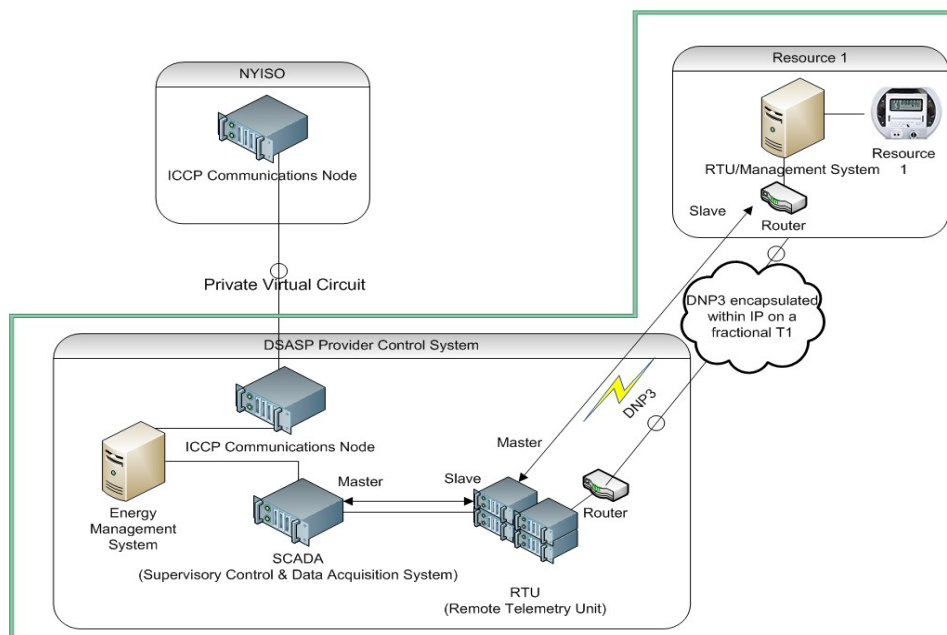 NYISO
ICCP Communications Node
Private Virtual Circuit
Resource 1
RTU/Management System
Resource
1
Slave
Router
DNP3 encapsulated
within IP on a
fractional T1
DSASP Provider Control System
ICCP Communications Node
Energy
Management
System
Master
Slave
SCADA
(Supervisory Control & Data Acquisition System)
Master
DNP3
Router
RTU
(Remote Telemetry Unit)